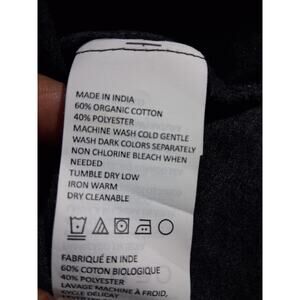 MADE IN INDIA
60% ORGANIC COTTON
40% POLYESTER
MACHINE WASH COLD GENTLE
WASH DARK COLORS SEPARATELY
NON CHLORINE BLEACH WHEN
NEEDED
TUMBLE DRY LOW
IRON WARM
DRY CLEANABLE
FABRIQUÉ EN INDE
60% COTON BIOLOGIQUE
40% POLYESTER
LAVAGE MACHINE À FROID,
CYCLE DÉLICAT